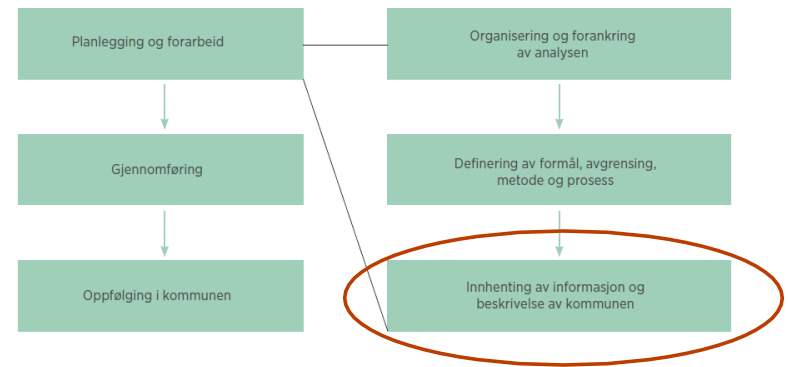 Planlegging og forarbeid
Organisering og forankring
av analysen
Gjennomføring
Definering av formål, avgrensing,
metode og prosess
Oppfølging i kommunen
Innhenting av informasjon og
beskrivelse av kommunen